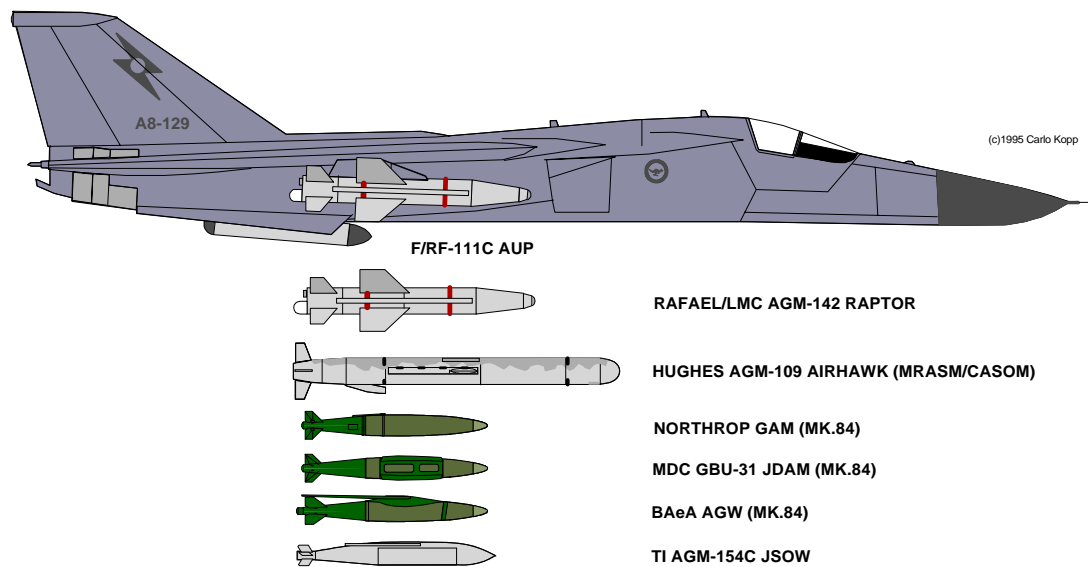 A8-129
(c)1995 Carlo Kopp
F/RF-111C AUP
RAFAEL/LMC AGM-142 RAPTOR
HUGHES AGM-109 AIRHAWK (MRASM/CASOM)
NORTHROP GAM (MK.84)
MDC GBU-31 JDAM (MK.84)
BAeA AGW (MK.84)
TI AGM-154C JSOW